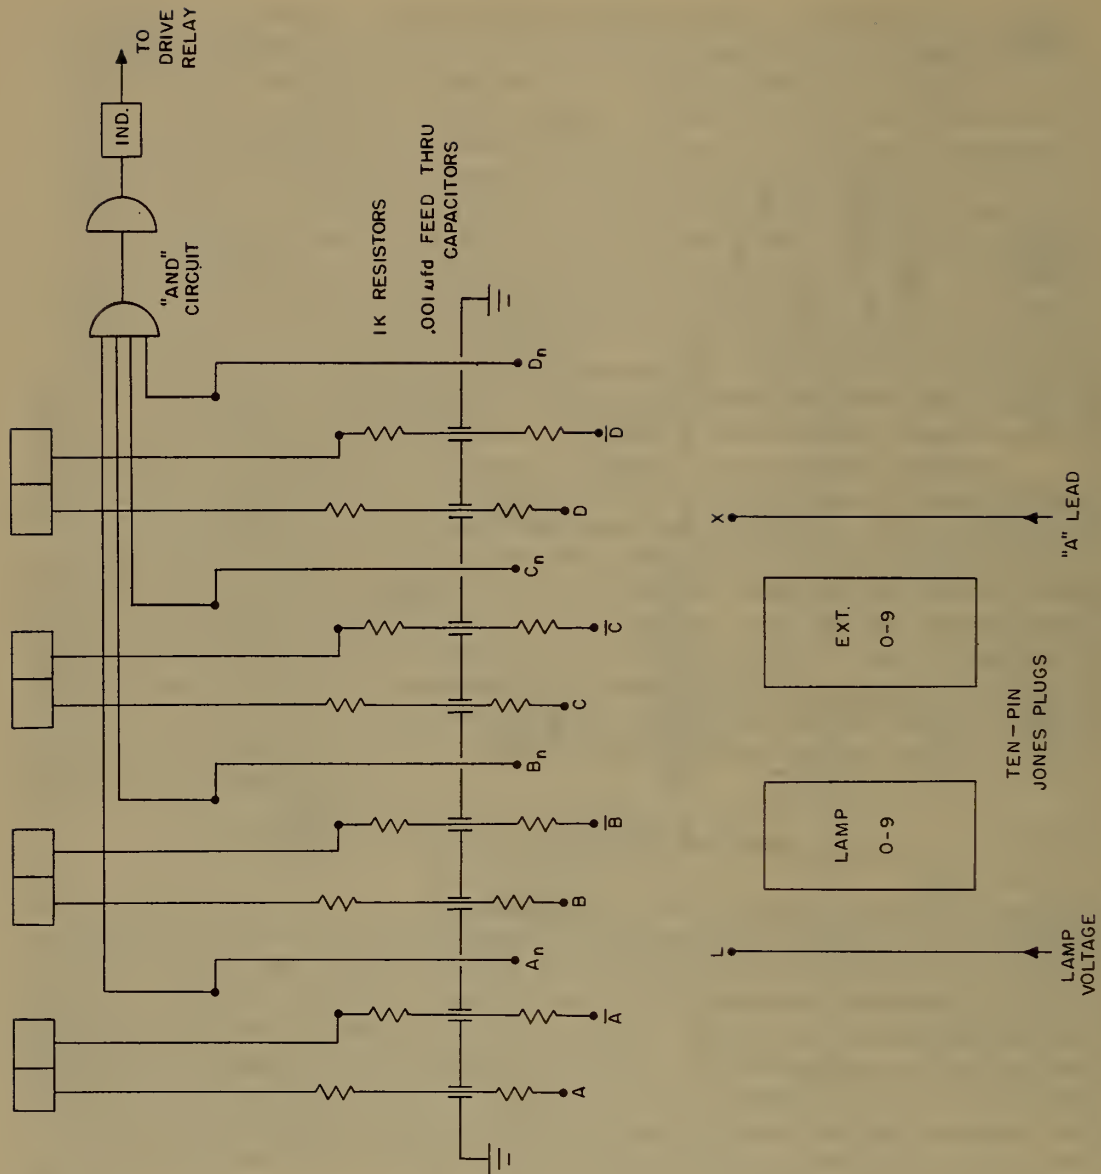 TO
DRIVE
RELAY
IND.
"AND"
CIRCUIT
1K RESISTORS
.001 µfd FEED THRU
CAPACITORS
A
A̅
Aₙ
B
B̅
Bₙ
C
C̅
Cₙ
D
D̅
Dₙ
L
LAMP
VOLTAGE
LAMP
0-9
EXT.
0-9
TEN-PIN
JONES PLUGS
X
"A" LEAD